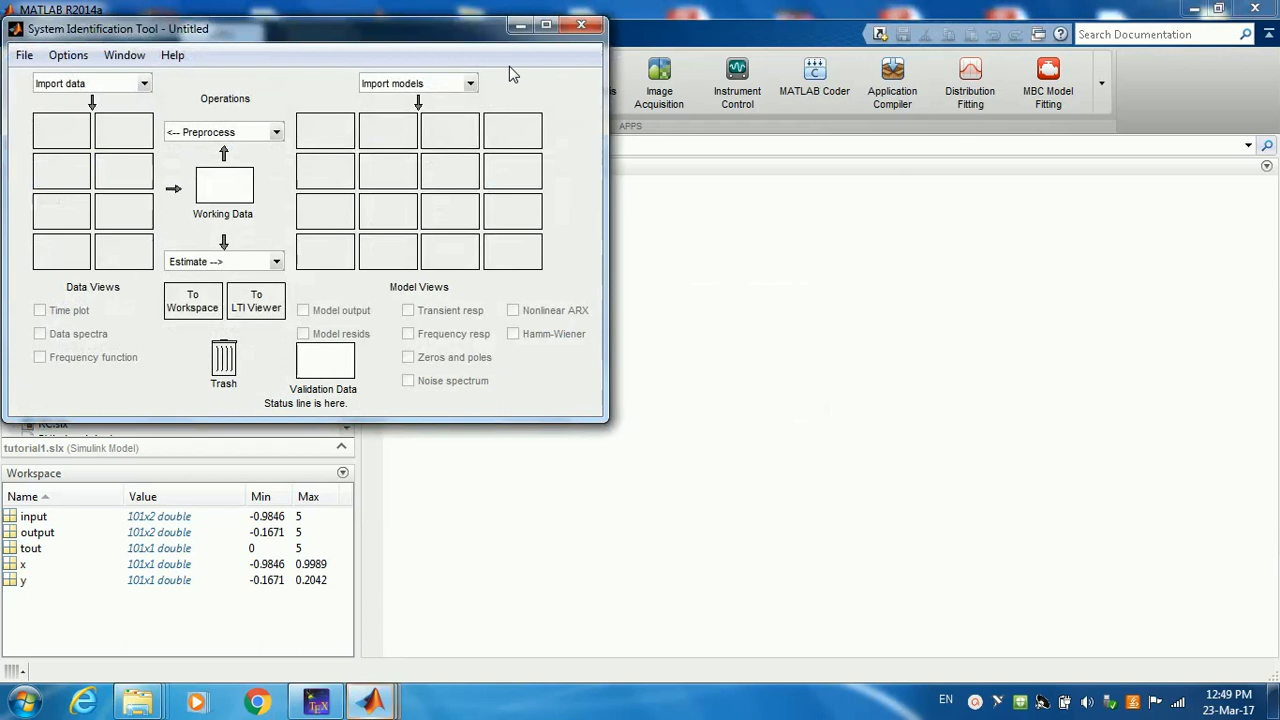 MATLAB R2014a
System Identification Tool - Untitled
File Options Window Help
Search Documentation
Import data
Import models
Operations
<-- Preprocess
Working Data
Estimate -->
To Workspace
To LTI Viewer
Data Views
Time plot
Data spectra
Frequency function
Trash
Model Views
Model output
Model resids
Transient resp
Frequency resp
Zeros and poles
Noise spectrum
Nonlinear ARX
Hamm-Wiener
Validation Data
Status line is here.
Image Acquisition
Instrument Control
MATLAB Coder
Application Compiler
Distribution Fitting
MBC Model Fitting
APPS
tutorial1.slx (Simulink Model)
Workspace
Name Value Min Max
input 101x2 double -0.9846 5
output 101x2 double -0.1671 5
tout 101x1 double 0 5
x 101x1 double -0.9846 0.9989
y 101x1 double -0.1671 0.2042
EN
12:49 PM
23-Mar-17